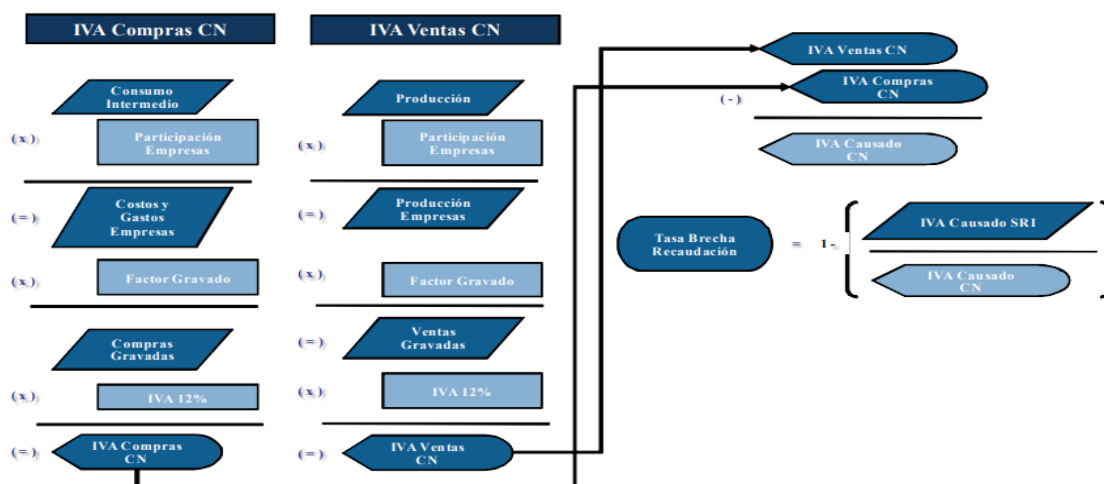 IVA Compras CN
Consumo
Intermedio
(x)
Participación
Empresas
(=)
Costos y
Gastos
Empresas
(x)
Factor Gravado
Compras
Gravadas
(x)
IVA 12%
(=)
IVA Compras
CN
IVA Ventas CN
Producción
(x)
Participación
Empresas
(=)
Producción
Empresas
(x)
Factor Gravado
(=)
Ventas
Gravadas
(x)
IVA 12%
(=)
IVA Ventas
CN
IVA Ventas CN
(-)
IVA Compras
CN
IVA Causado
CN
Tasa Brecha
Recaudación
= 1-
IVA Causado SRI
IVA Causado
CN